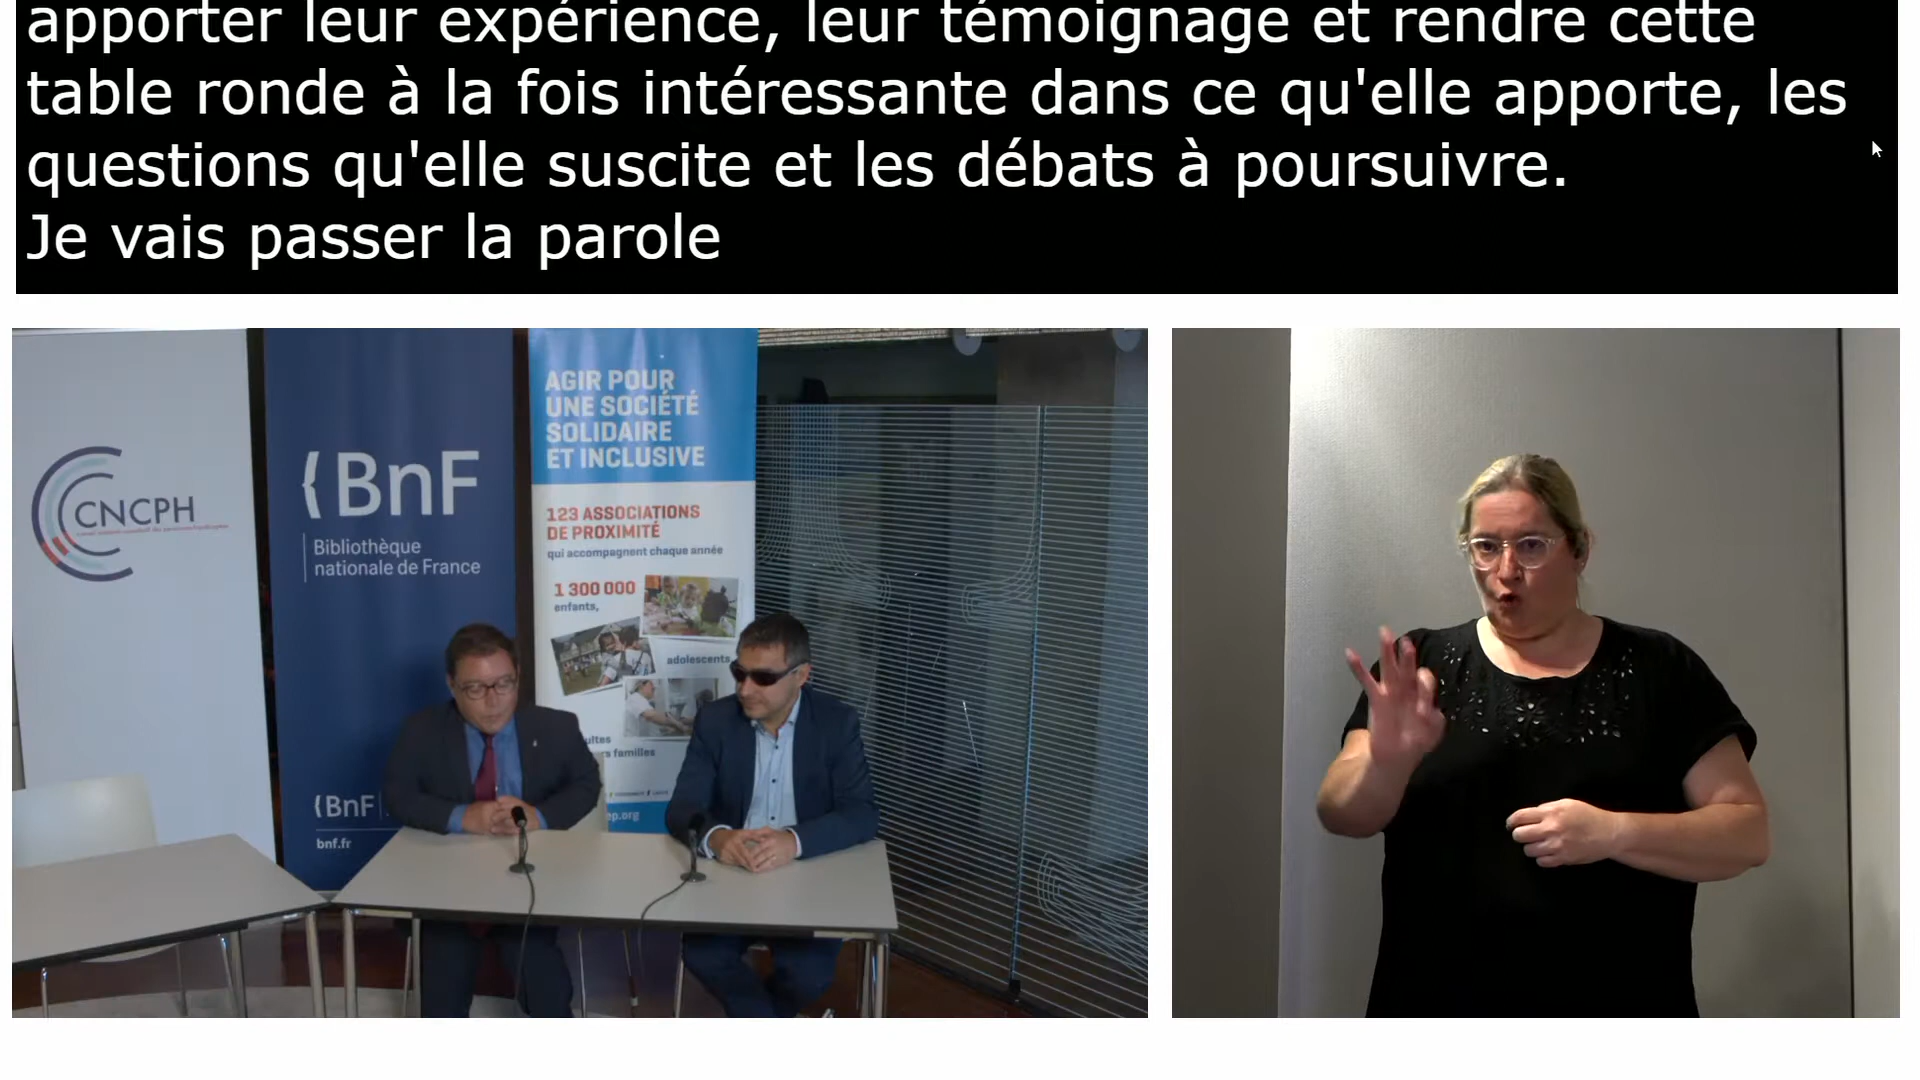 apporter leur expérience, leur témoignage et rendre cette
table ronde à la fois intéressante dans ce qu'elle apporte, les
questions qu'elle suscite et les débats à poursuivre.
Je vais passer la parole
CNCPH
BnF
Bibliothèque
nationale de France
BnF
bnf.fr
AGIR POUR
UNE SOCIÉTÉ
SOLIDAIRE
ET INCLUSIVE
123 ASSOCIATIONS
DE PROXIMITÉ
qui accompagnent chaque année
1 300 000
enfants,
adolescents,